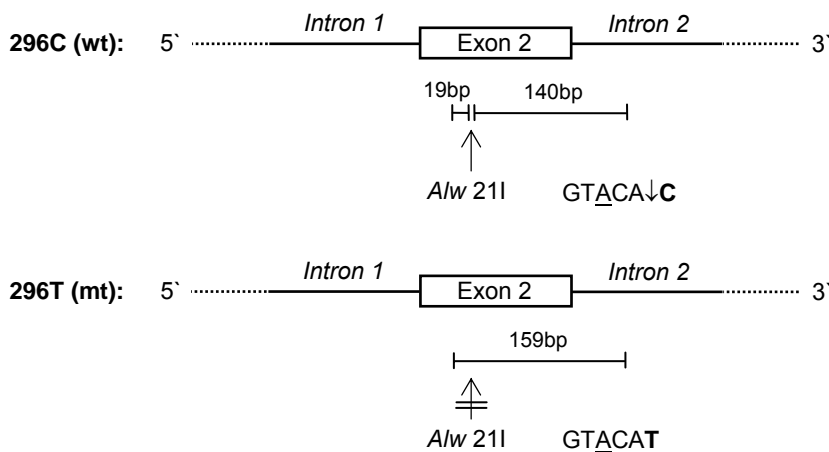 Intron 1 Intron 2
296C (wt): 5` Exon 2 3`
19bp 140bp
Alw 21I GTACA↓C
Intron 1 Intron 2
296T (mt): 5` Exon 2 3`
159bp
Alw 21I GTACAT